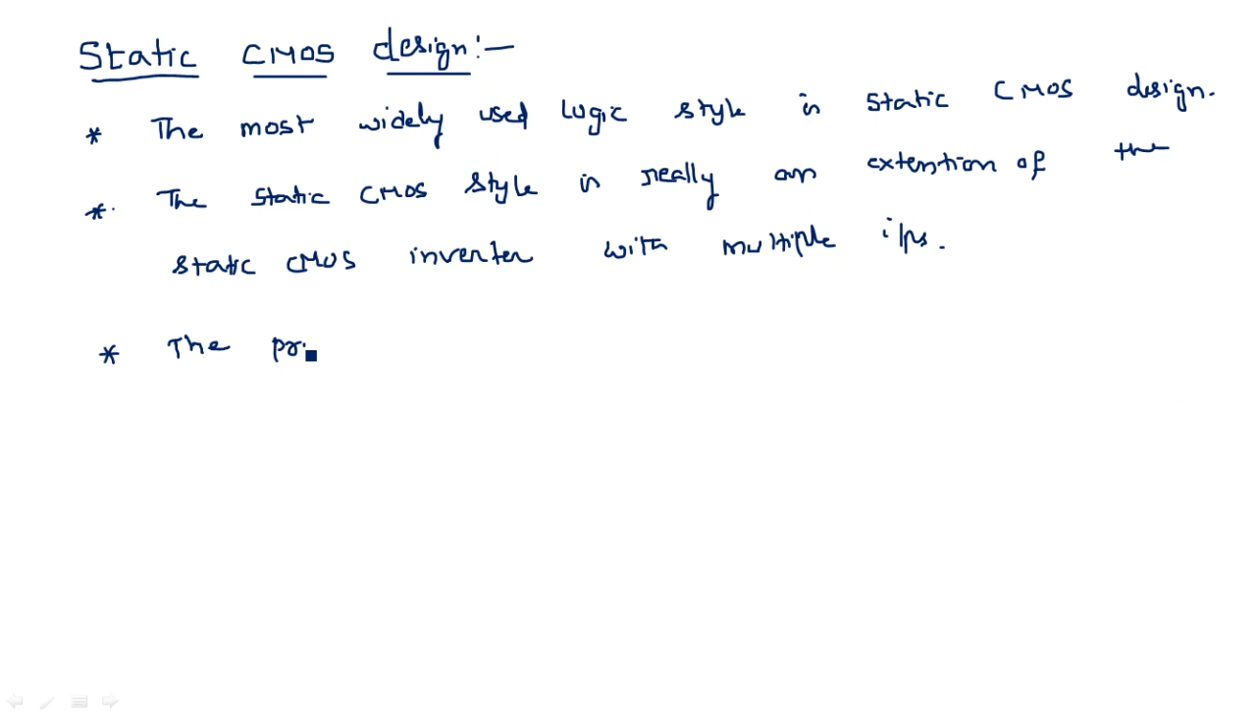 Static CMOS design:-
* The most widely used logic style is static CMOS design.
*. The static CMOS style is really an extention of the
static CMOS inverter with multiple i/ps.
* The pri